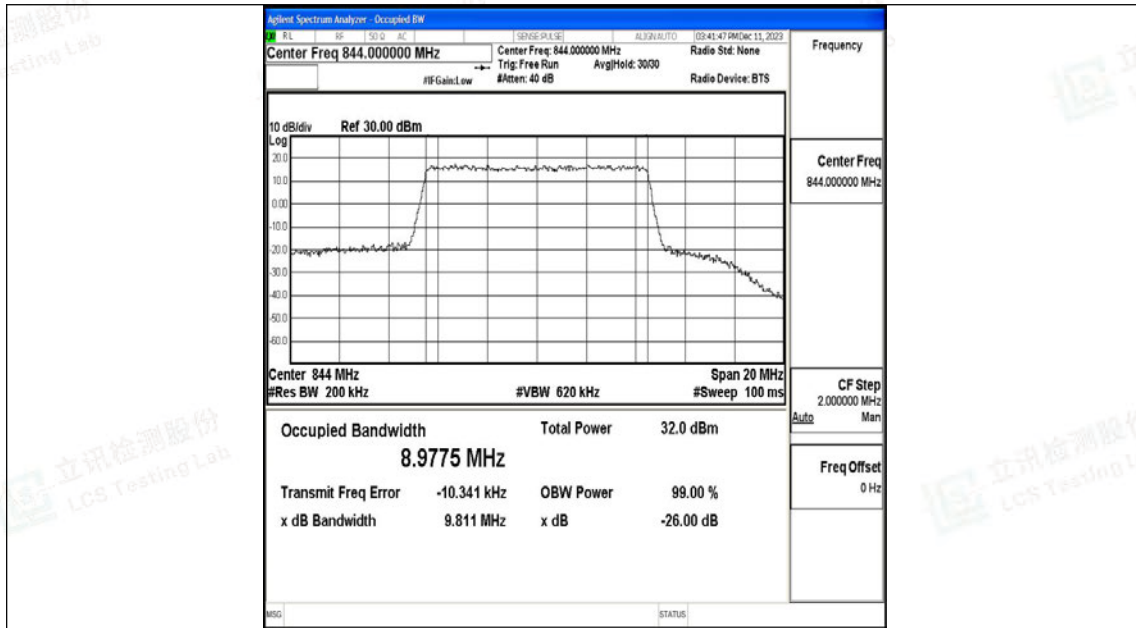 Agilent Spectrum Analyzer - Occupied BW
RL RF 50 Ω AC SENSE:PULSE ALIGNAUTO 03:41:47 PM Dec 11, 2023
Center Freq 844.000000 MHz
Center Freq: 844.000000 MHz Radio Std: None
Trig: Free Run Avg|Hold: 30/30
#IFGain:Low #Atten: 40 dB Radio Device: BTS
Frequency
10 dB/div Ref 30.00 dBm
Log
20.0
10.0
0.00
-10.0
-20.0
-30.0
-40.0
-50.0
-60.0
Center 844 MHz Span 20 MHz
#Res BW 200 kHz #VBW 620 kHz #Sweep 100 ms
Occupied Bandwidth Total Power 32.0 dBm
8.9775 MHz
Transmit Freq Error -10.341 kHz OBW Power 99.00 %
x dB Bandwidth 9.811 MHz x dB -26.00 dB
Center Freq
844.000000 MHz
CF Step
2.000000 MHz
Auto Man
Freq Offset
0 Hz
MSG STATUS
立讯检测股份
LCS Testing Lab
立讯检测股份
LCS Testing L
测股份
sting Lab
立